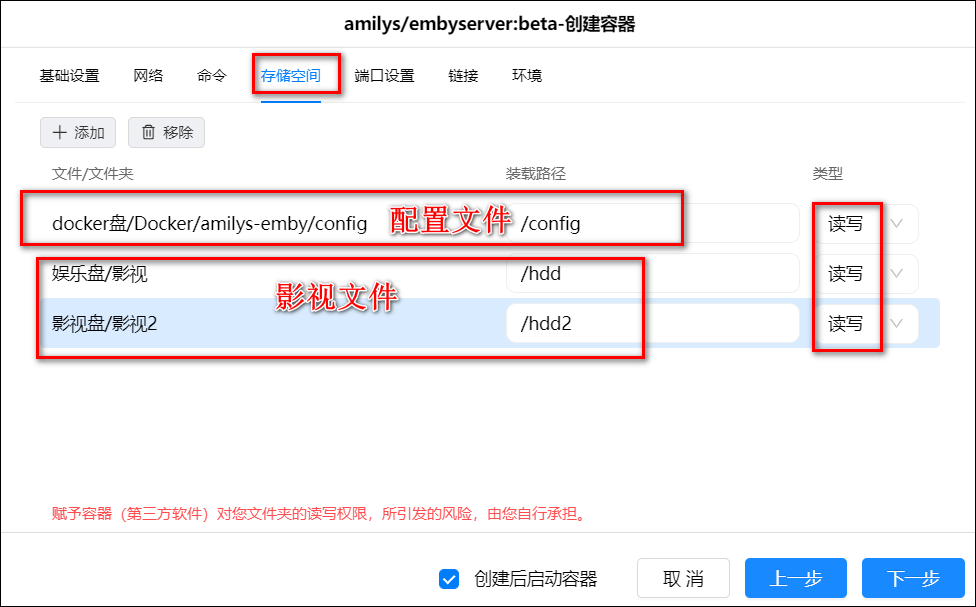 amilys/embyserver:beta-创建容器
基础设置 网络 命令 存储空间 端口设置 链接 环境
添加 移除
文件/文件夹 装载路径 类型
docker盘/Docker/amilys-emby/config 配置文件 /config 读写
娱乐盘/影视 /hdd 读写
影视文件
影视盘/影视2 /hdd2 读写
赋予容器（第三方软件）对您文件夹的读写权限，所引发的风险，由您自行承担。
创建后启动容器 取消 上一步 下一步